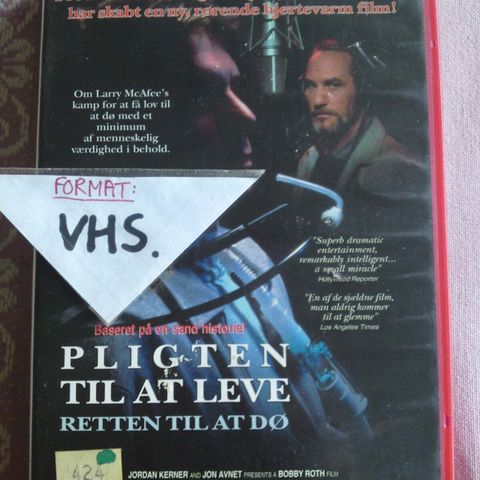 har skabt en ny, rørende hjertevarm film!
Om Larry McAfee's
kamp for at få lov til
at dø med et
minimum
af menneskelig
værdighed i behold.
FORMAT:
VHS.
"Superb dramatic
entertainment,
remarkably intelligent...
a small miracle"
Hollywood Reporter
"En af de sjældne film,
man aldrig kommer
til at glemme"
Los Angeles Times
Baseret på en sand historie!
PLIGTEN
TIL AT LEVE
RETTEN TIL AT DØ
424
JORDAN KERNER AND JON AVNET PRESENTS A BOBBY ROTH FILM